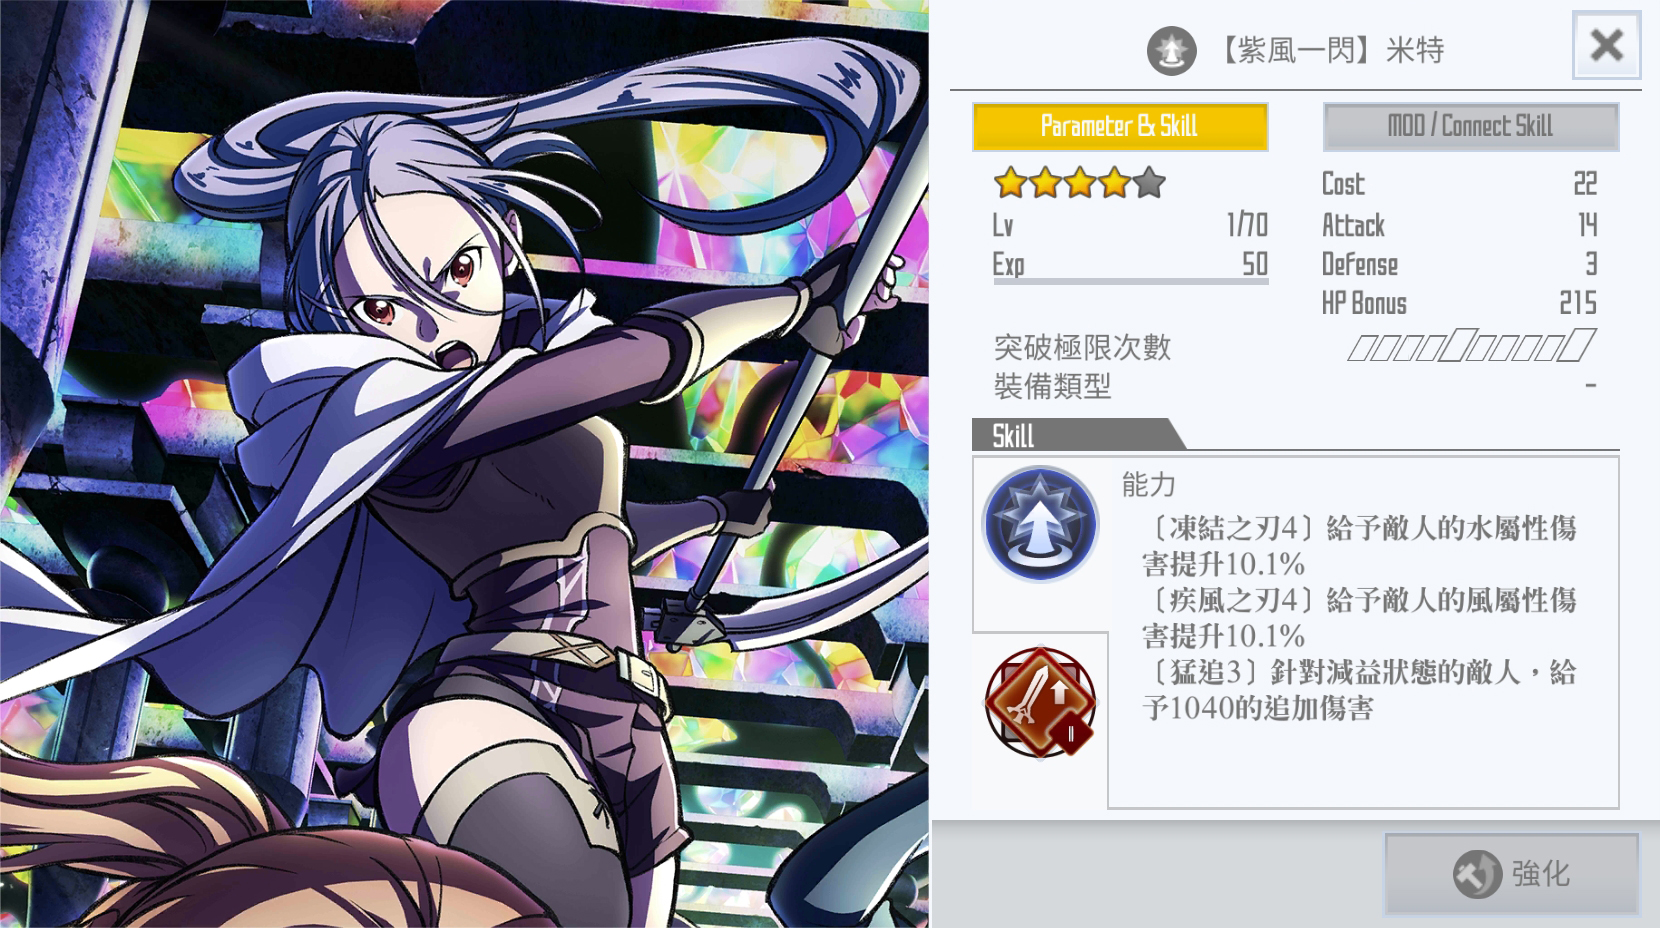 【紫風一閃】米特
Parameter & Skill
MOD / Connect Skill
Lv 1/70
Exp 50
Cost 22
Attack 14
Defense 3
HP Bonus 215
突破極限次數
裝備類型 -
Skill
能力
〔凍結之刃4〕給予敵人的水屬性傷
害提升10.1%
〔疾風之刃4〕給予敵人的風屬性傷
害提升10.1%
〔猛追3〕針對減益狀態的敵人，給
予1040的追加傷害
II
強化